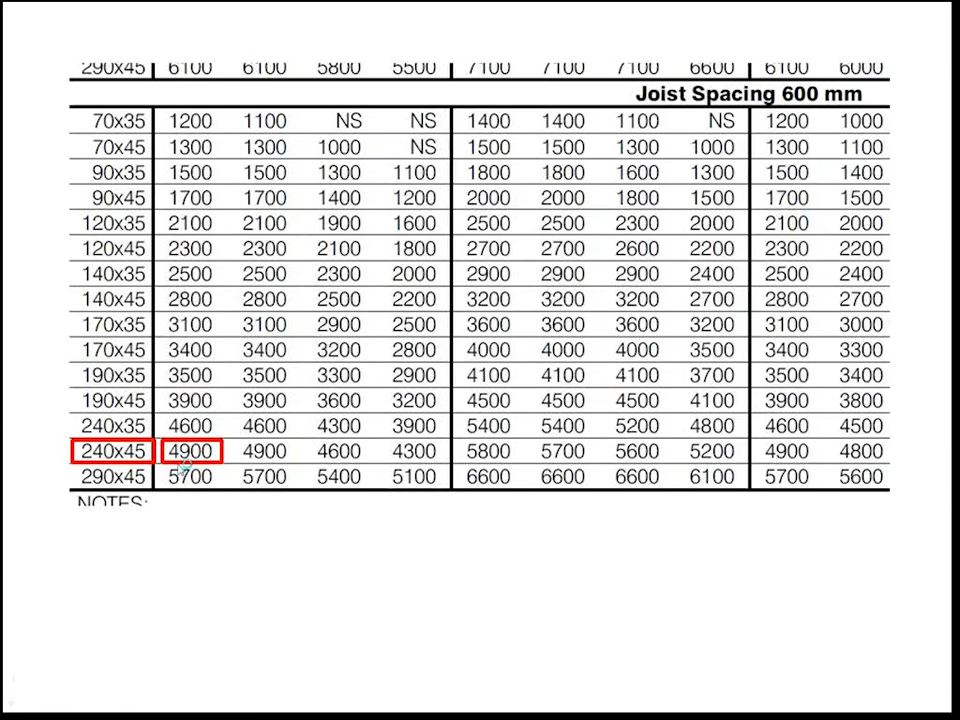 290x45 6100 6100 5800 5500 7100 7100 7100 6600 6100 6000
Joist Spacing 600 mm
70x35 1200 1100 NS NS 1400 1400 1100 NS 1200 1000
70x45 1300 1300 1000 NS 1500 1500 1300 1000 1300 1100
90x35 1500 1500 1300 1100 1800 1800 1600 1300 1500 1400
90x45 1700 1700 1400 1200 2000 2000 1800 1500 1700 1500
120x35 2100 2100 1900 1600 2500 2500 2300 2000 2100 2000
120x45 2300 2300 2100 1800 2700 2700 2600 2200 2300 2200
140x35 2500 2500 2300 2000 2900 2900 2900 2400 2500 2400
140x45 2800 2800 2500 2200 3200 3200 3200 2700 2800 2700
170x35 3100 3100 2900 2500 3600 3600 3600 3200 3100 3000
170x45 3400 3400 3200 2800 4000 4000 4000 3500 3400 3300
190x35 3500 3500 3300 2900 4100 4100 4100 3700 3500 3400
190x45 3900 3900 3600 3200 4500 4500 4500 4100 3900 3800
240x35 4600 4600 4300 3900 5400 5400 5200 4800 4600 4500
240x45 4900 4900 4600 4300 5800 5700 5600 5200 4900 4800
290x45 5700 5700 5400 5100 6600 6600 6600 6100 5700 5600
NOTES: